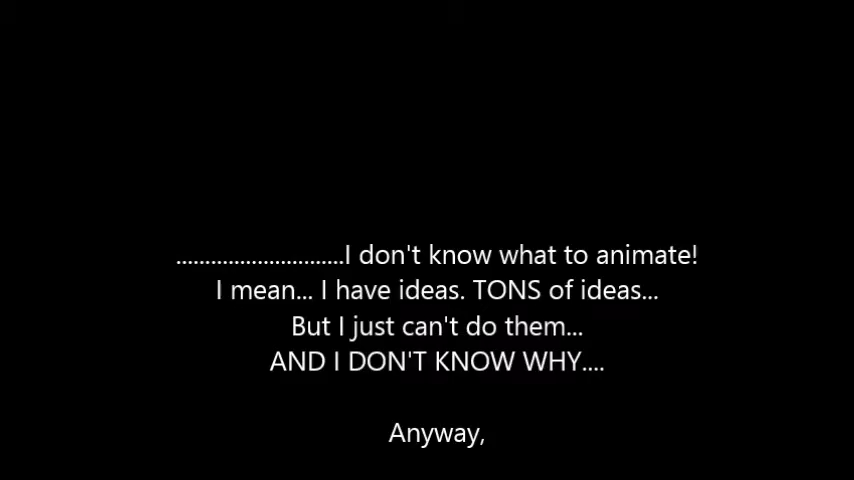 .............................I don't know what to animate!
I mean... I have ideas. TONS of ideas...
But I just can't do them...
AND I DON'T KNOW WHY....
Anyway,